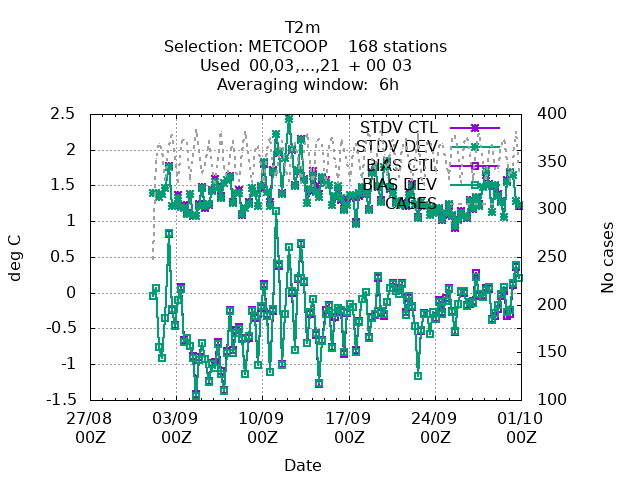 T2m
Selection: METCOOP    168 stations
Used  00,03,...,21  + 00 03
Averaging window:  6h
STDV CTL
STDV DEV
BIAS CTL
BIAS DEV
CASES
2.5
2
1.5
1
0.5
0
-0.5
-1
-1.5
deg C
400
350
300
250
200
150
100
No cases
27/08 03/09 10/09 17/09 24/09 01/10
00Z 00Z 00Z 00Z 00Z 00Z
Date